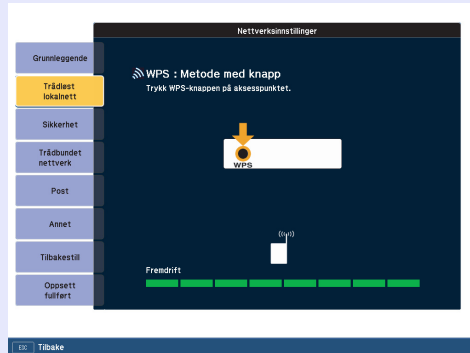 Nettverksinnstillinger
Grunnleggende
Trådløst
lokalnett
Sikkerhet
Trådbundet
nettverk
Post
Annet
Tilbakestill
Oppsett
fullført
WPS : Metode med knapp
Trykk WPS-knappen på aksesspunktet.
WPS
Fremdrift
ESC Tilbake